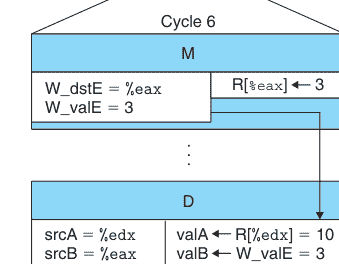 Cycle 6
M
W_dstE = %eax
W_valE = 3
R[%eax] ← 3
D
srcA = %edx
srcB = %eax
valA ← R[%edx] = 10
valB ← W_valE = 3